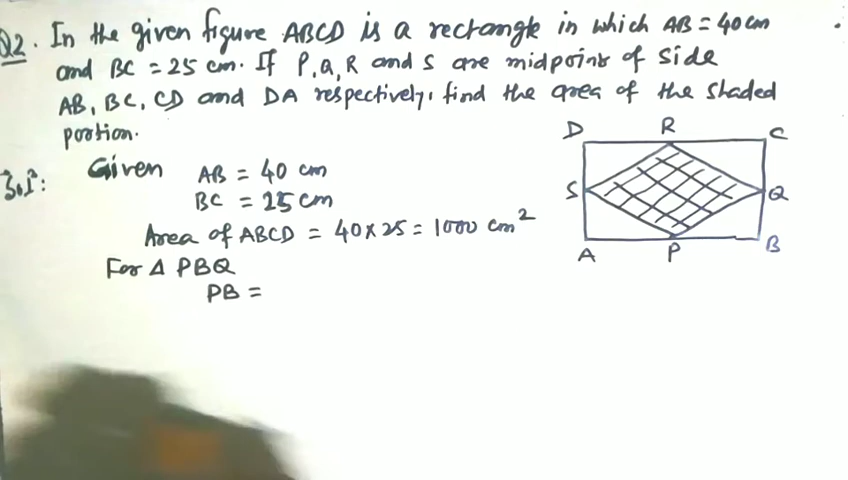 Q2. In the given figure ABCD is a rectangle in which AB = 40 cm
and BC = 25 cm. If P, Q, R and S are midpoint of side
AB, BC, CD and DA respectively, find the area of the shaded
portion.
Sol: Given AB = 40 cm
BC = 25 cm
Area of ABCD = 40 × 25 = 1000 cm²
For Δ PBQ
PB =
D R C
S Q
A P B